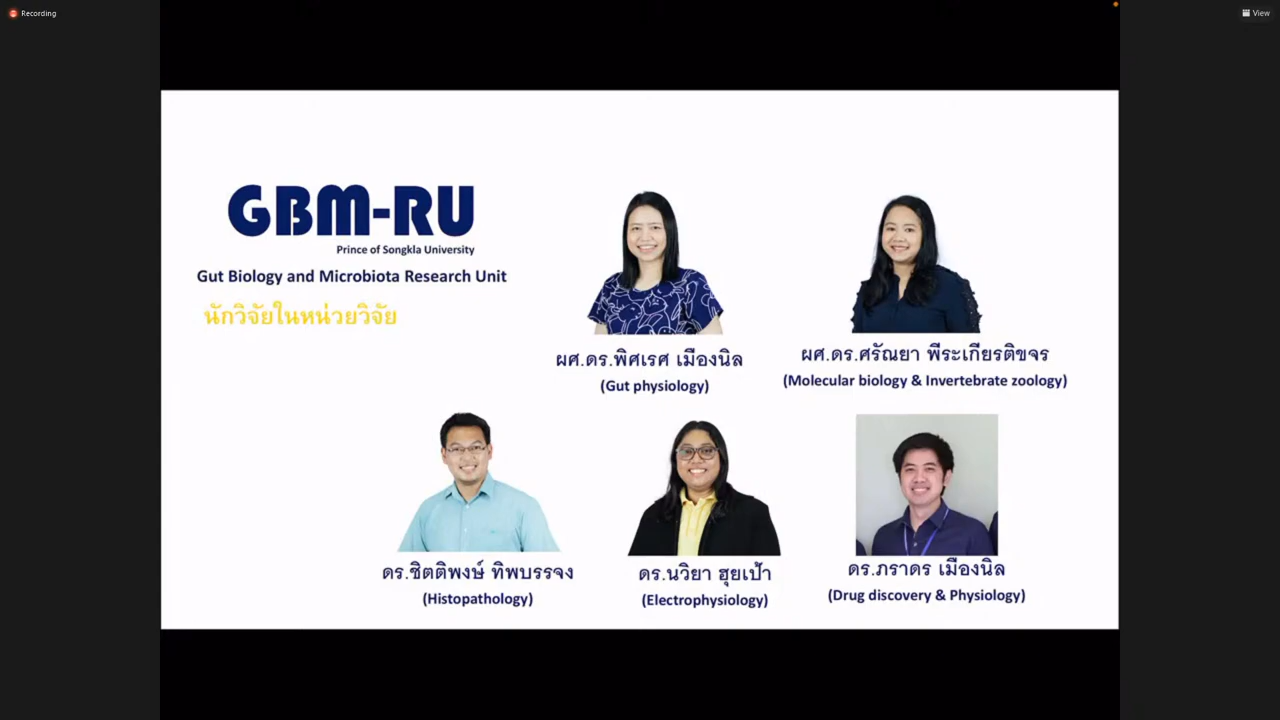 Recording
View
GBM-RU
Prince of Songkla University
Gut Biology and Microbiota Research Unit
นักวิจัยในหน่วยวิจัย
ผศ.ดร.พิศเรศ เมืองนิล
(Gut physiology)
ผศ.ดร.ศรัณยา พีระเกียรติขจร
(Molecular biology & Invertebrate zoology)
ดร.ชิตติพงษ์ ทิพบรรจง
(Histopathology)
ดร.นวิยา ฮุยเป้า
(Electrophysiology)
ดร.ภราดร เมืองนิล
(Drug discovery & Physiology)